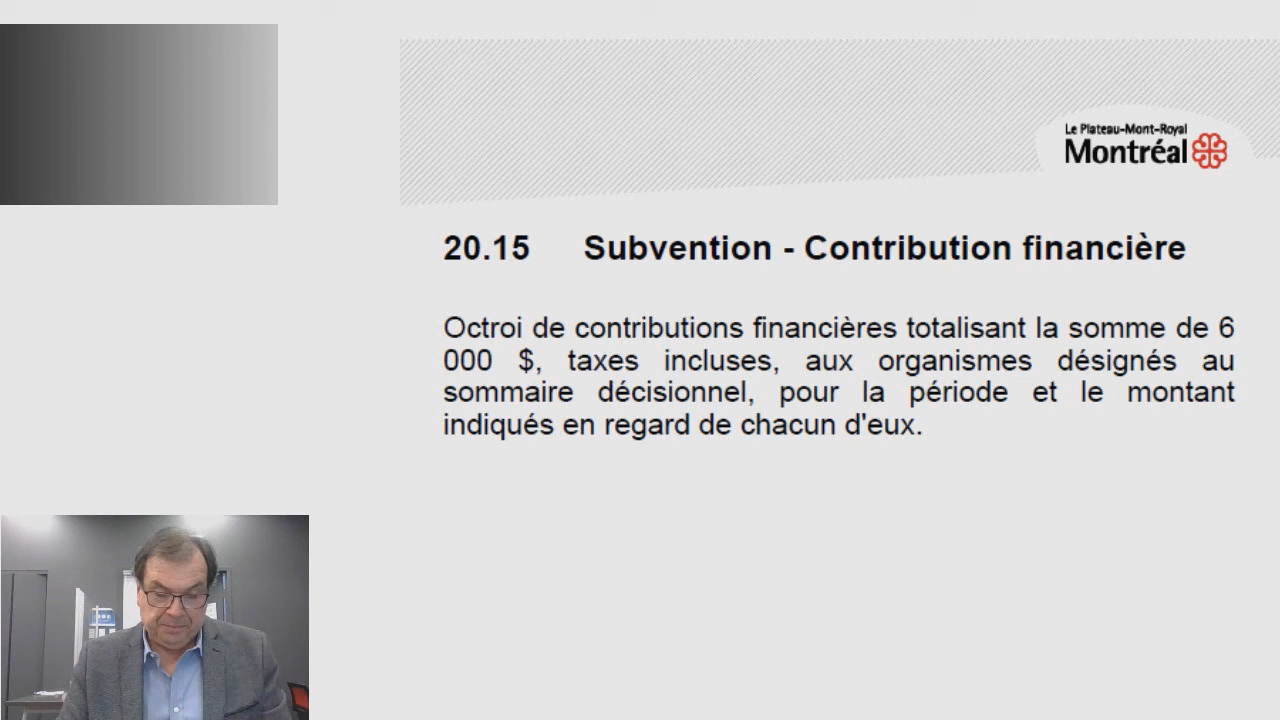 Le Plateau-Mont-Royal
Montréal
20.15 Subvention - Contribution financière
Octroi de contributions financières totalisant la somme de 6
000 $, taxes incluses, aux organismes désignés au
sommaire décisionnel, pour la période et le montant
indiqués en regard de chacun d'eux.